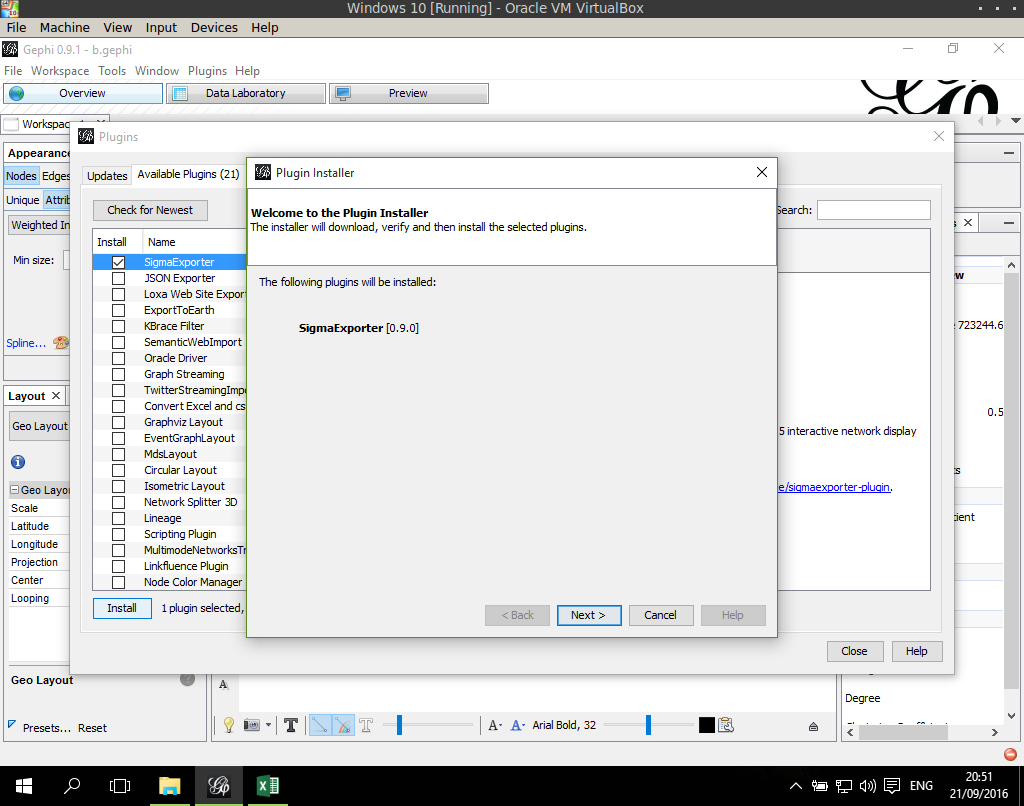 Windows 10 [Running] - Oracle VM VirtualBox
File Machine View Input Devices Help
Gephi 0.9.1 - b.gephi
File Workspace Tools Window Plugins Help
Overview Data Laboratory Preview
Workspac
Plugins
Appearance
Nodes Edges
Unique Attrib
Weighted In
Min size:
Spline...
Updates Available Plugins (21)
Check for Newest
Search:
Install Name
SigmaExporter
JSON Exporter
Loxa Web Site Export
ExportToEarth
KBrace Filter
SemanticWebImport
Oracle Driver
Graph Streaming
TwitterStreamingImpo
Convert Excel and cs
Graphviz Layout
EventGraphLayout
MdsLayout
Circular Layout
Isometric Layout
Network Splitter 3D
Lineage
Scripting Plugin
MultimodeNetworksTr
Linkfluence Plugin
Node Color Manager
Install 1 plugin selected,
Plugin Installer
Welcome to the Plugin Installer
The installer will download, verify and then install the selected plugins.
The following plugins will be installed:
SigmaExporter [0.9.0]
< Back Next > Cancel Help
5 interactive network display
e/sigmaexporter-plugin.
Close Help
Layout
Geo Layout
Geo Layou
Scale
Latitude
Longitude
Projection
Center
Looping
Geo Layout
Presets... Reset
s
ew
723244.6
0.5
ts
cient
Degree
Arial Bold, 32
ENG
20:51
21/09/2016